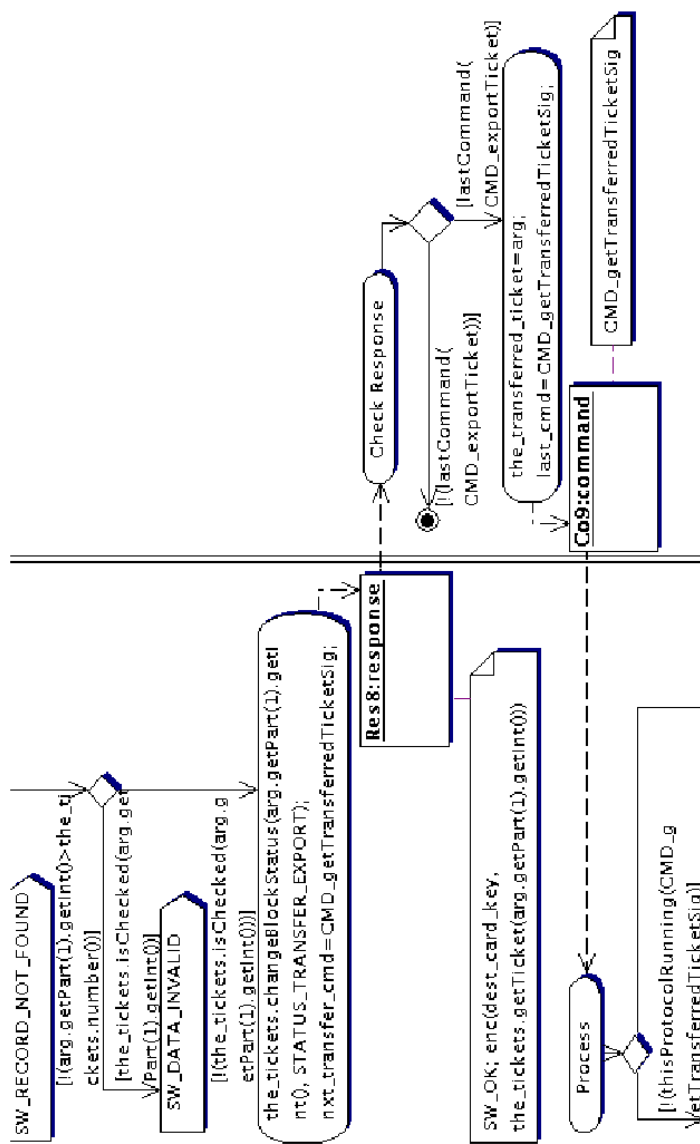 SW_RECORD_NOT_FOUND
[!(arg.getPart(1).getInt()>the_ti
ckets.number())]
[the_tickets.isChecked(arg.get
Part(1).getInt())]
SW_DATA_INVALID
[!(the_tickets.isChecked(arg.g
etPart(1).getInt()))]
the_tickets.changeBlockStatus(arg.getPart(1).getI
nt(), STATUS_TRANSFER_EXPORT);
nxt_transfer_cmd=CMD_getTransferredTicketSig;
Res8:response
SW_OK; enc(dest_card_key,
the_tickets.getTicket(arg.getPart(1).getInt()))
Process
[!(thisProtocolRunning(CMD_g
etTransferredTicketSig)]
Check Response
[!(lastCommand(
CMD_exportTicket))]
[lastCommand(
CMD_exportTicket)]
the_transferred_ticket=arg;
last_cmd=CMD_getTransferredTicketSig;
Co9:command
CMD_getTransferredTicketSig